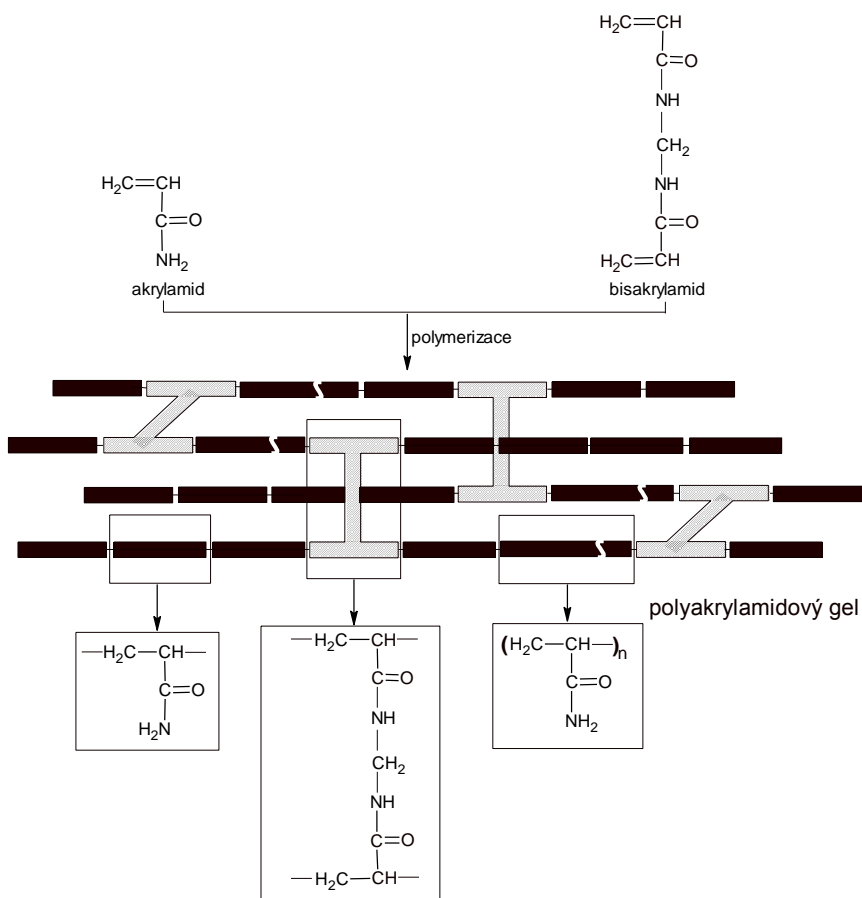 H2C=CH
C=O
NH
CH2
NH
C=O
H2C=CH
bisakrylamid
H2C=CH
C=O
NH2
akrylamid
polymerizace
polyakrylamidový gel
—H2C—CH—
C=O
H2N
—H2C—CH—
C=O
NH
CH2
NH
C=O
—H2C—CH—
(H2C—CH—)n
C=O
NH2